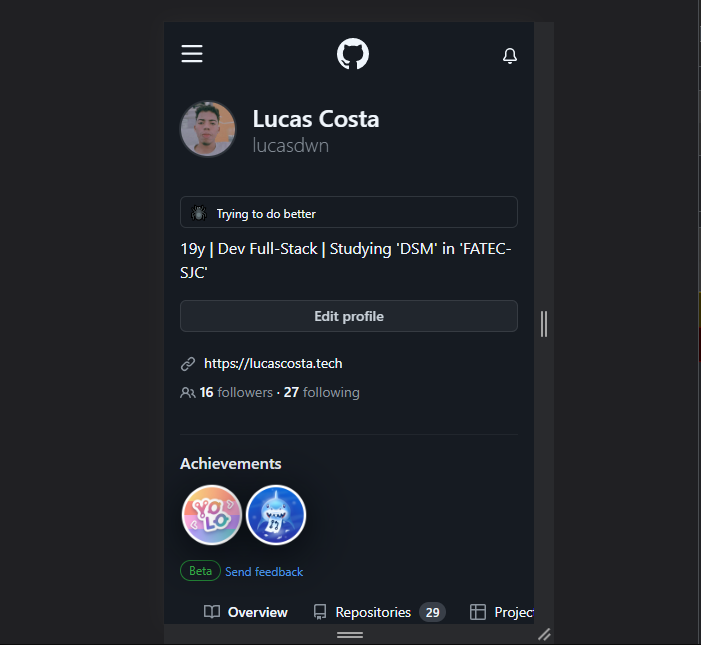 Lucas Costa
lucasdwn
Trying to do better
19y | Dev Full-Stack | Studying 'DSM' in 'FATEC-
SJC'
Edit profile
https://lucascosta.tech
16 followers · 27 following
Achievements
YOLO
Beta Send feedback
Overview Repositories 29 Projec